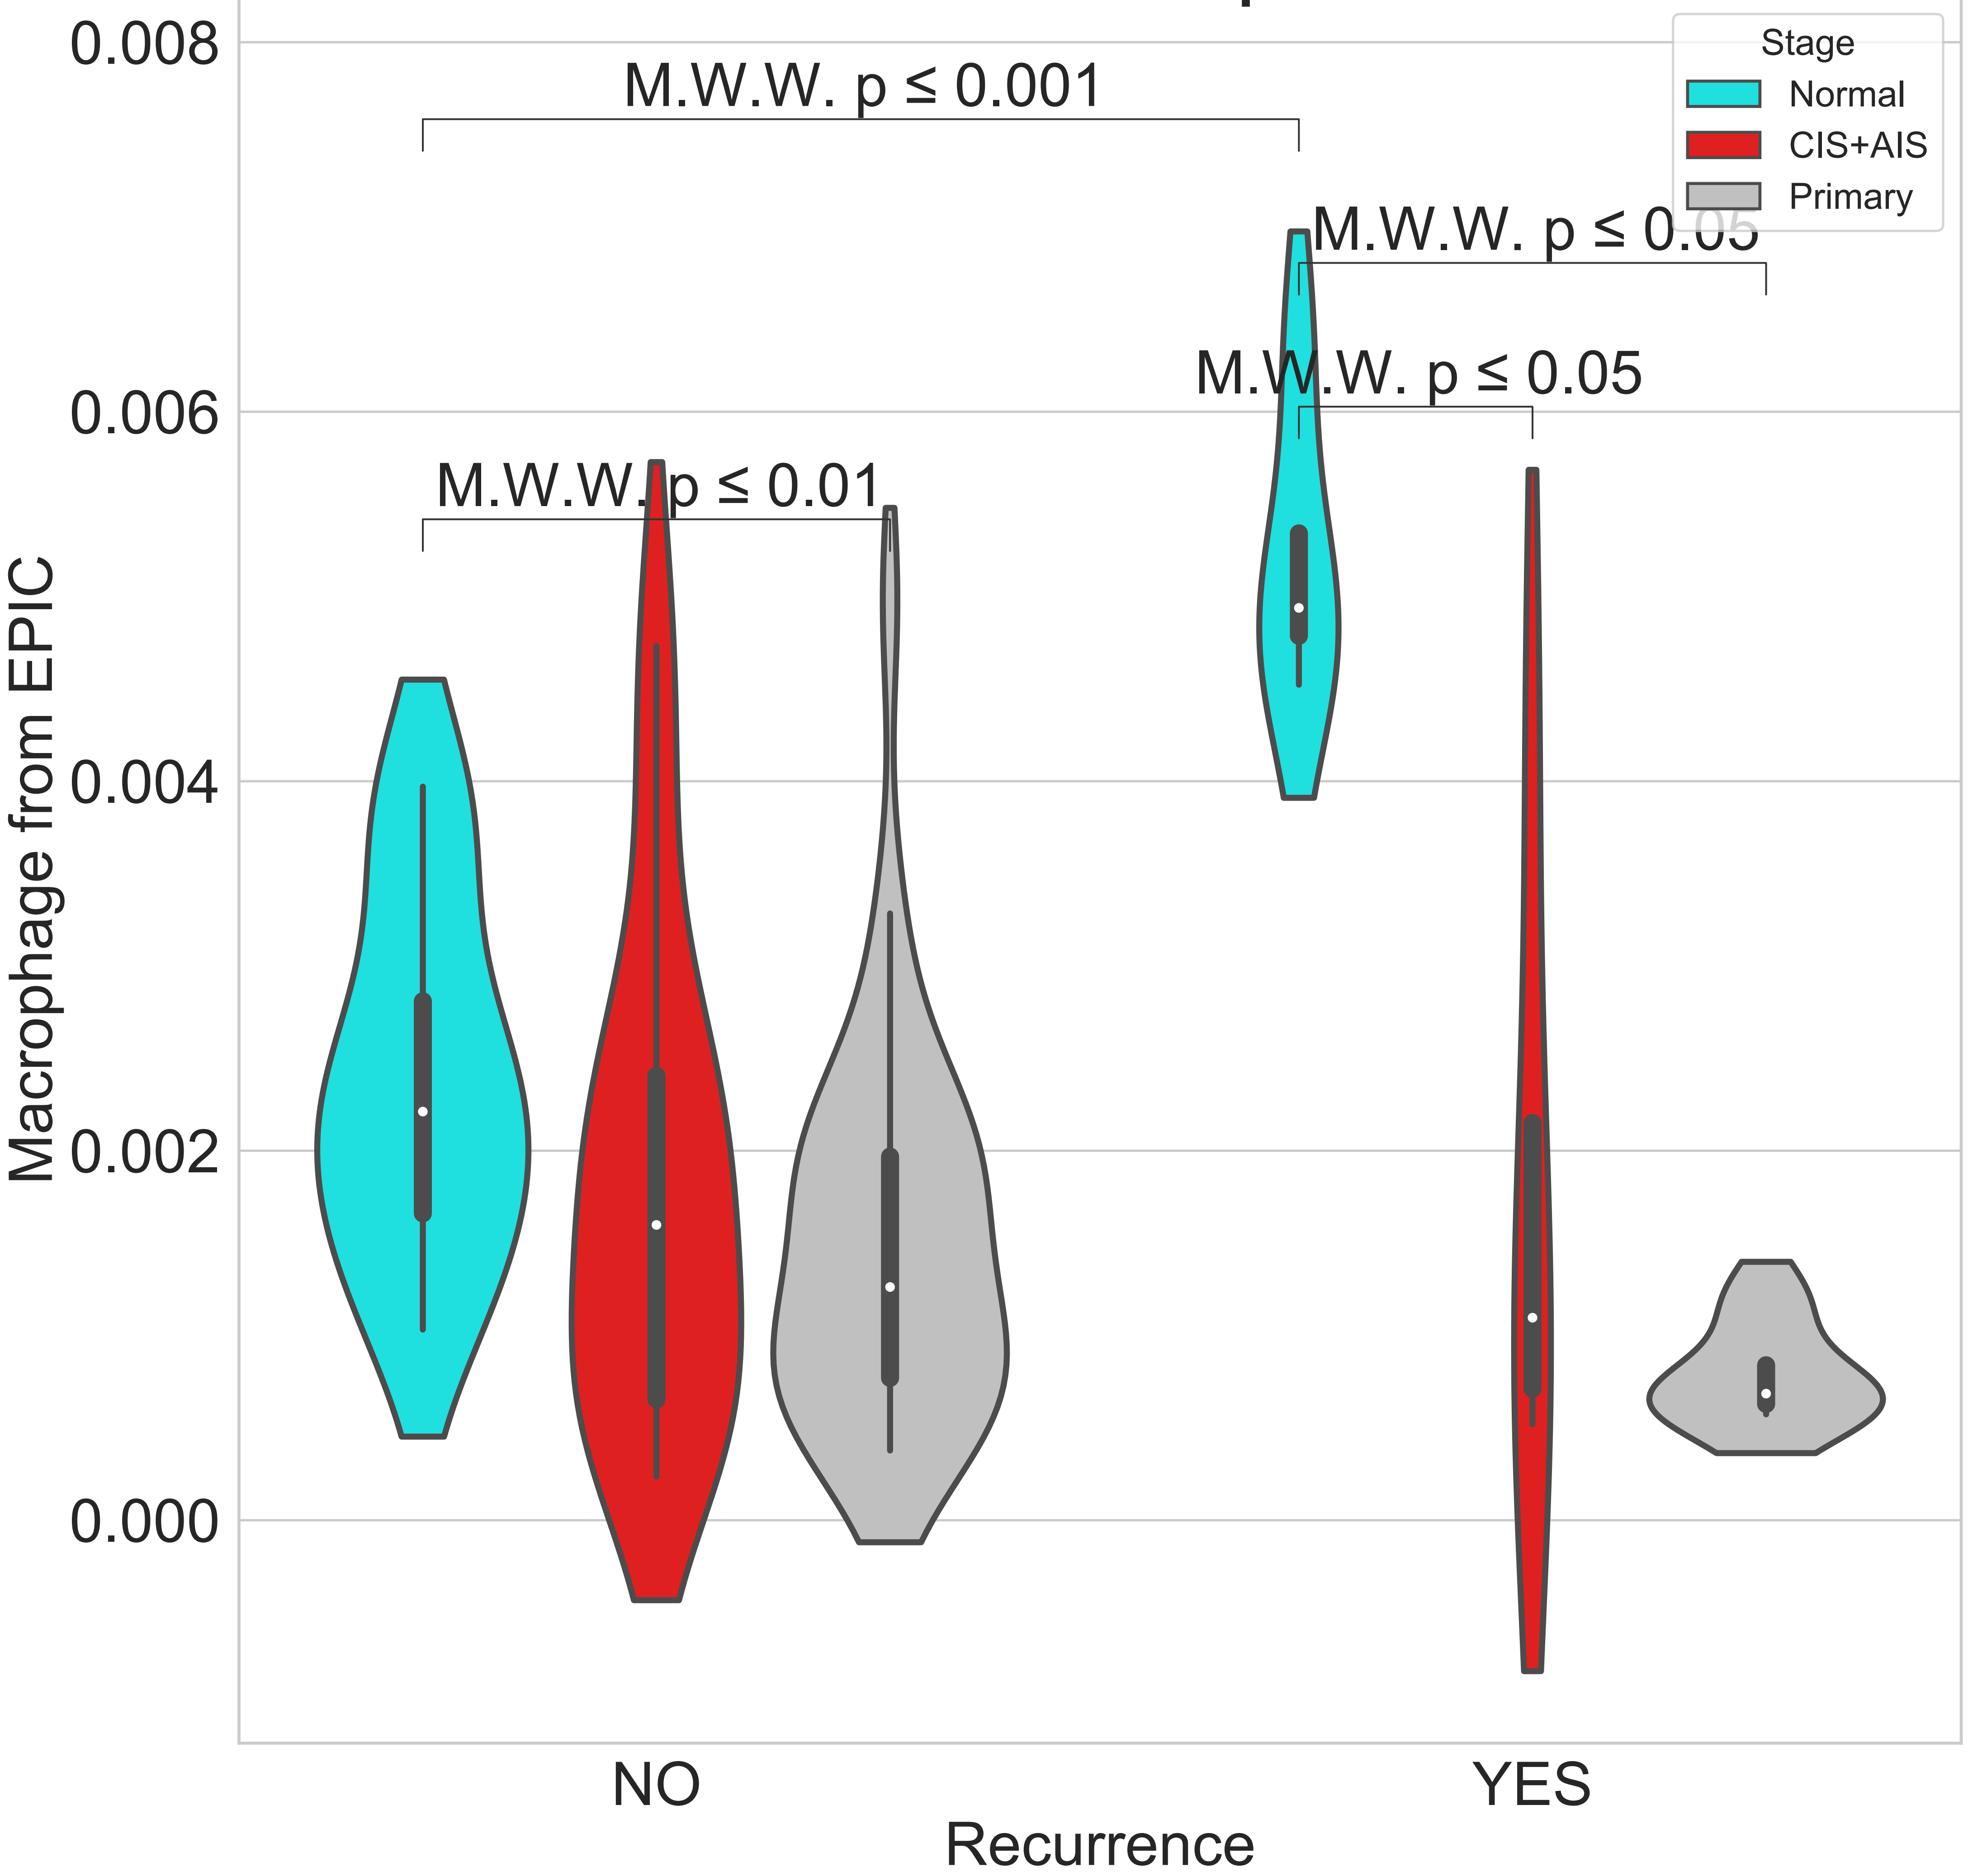 0.008
M.W.W. p ≤ 0.001
Stage
Normal
CIS+AIS
Primary
M.W.W. p ≤ 0.05
0.006
M.W.W. p ≤ 0.05
M.W.W. p ≤ 0.01
Macrophage from EPIC
0.004
0.002
0.000
NO
YES
Recurrence